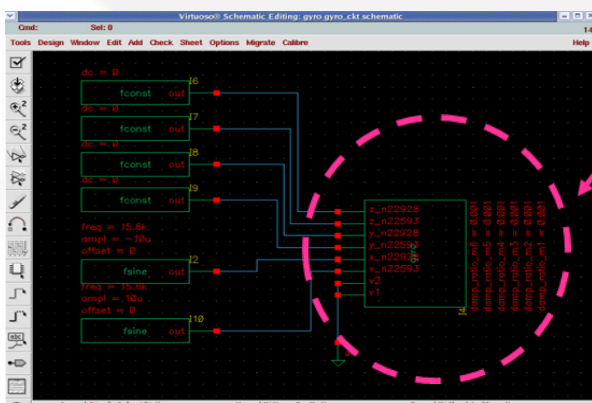 Virtuoso® Schematic Editing: gyro gyro_ckt schematic
Cmd: Sel: 0 14
Tools Design Window Edit Add Check Sheet Options Migrate Calibre Help
dc. = .0
I6
fconst out
dc. = .0
I7
fconst out
dc. = .0
I8
fconst out
dc. = .0
I9
fconst out
freq = 15.6k
ampl = -10u
offset = 0
I2
fsine out
freq = 15.6k
ampl = 10u
offset = 0
I10
fsine out
z_n22928
z_n22593
y_n22928
y_n22593
x_n22928
x_n22593
v2
v1
gyro
I4
damp_ratio_m6 = 0.001
damp_ratio_m5 = 0.001
damp_ratio_m4 = 0.001
damp_ratio_m3 = 0.001
damp_ratio_m2 = 0.001
damp_ratio_m1 = 0.001